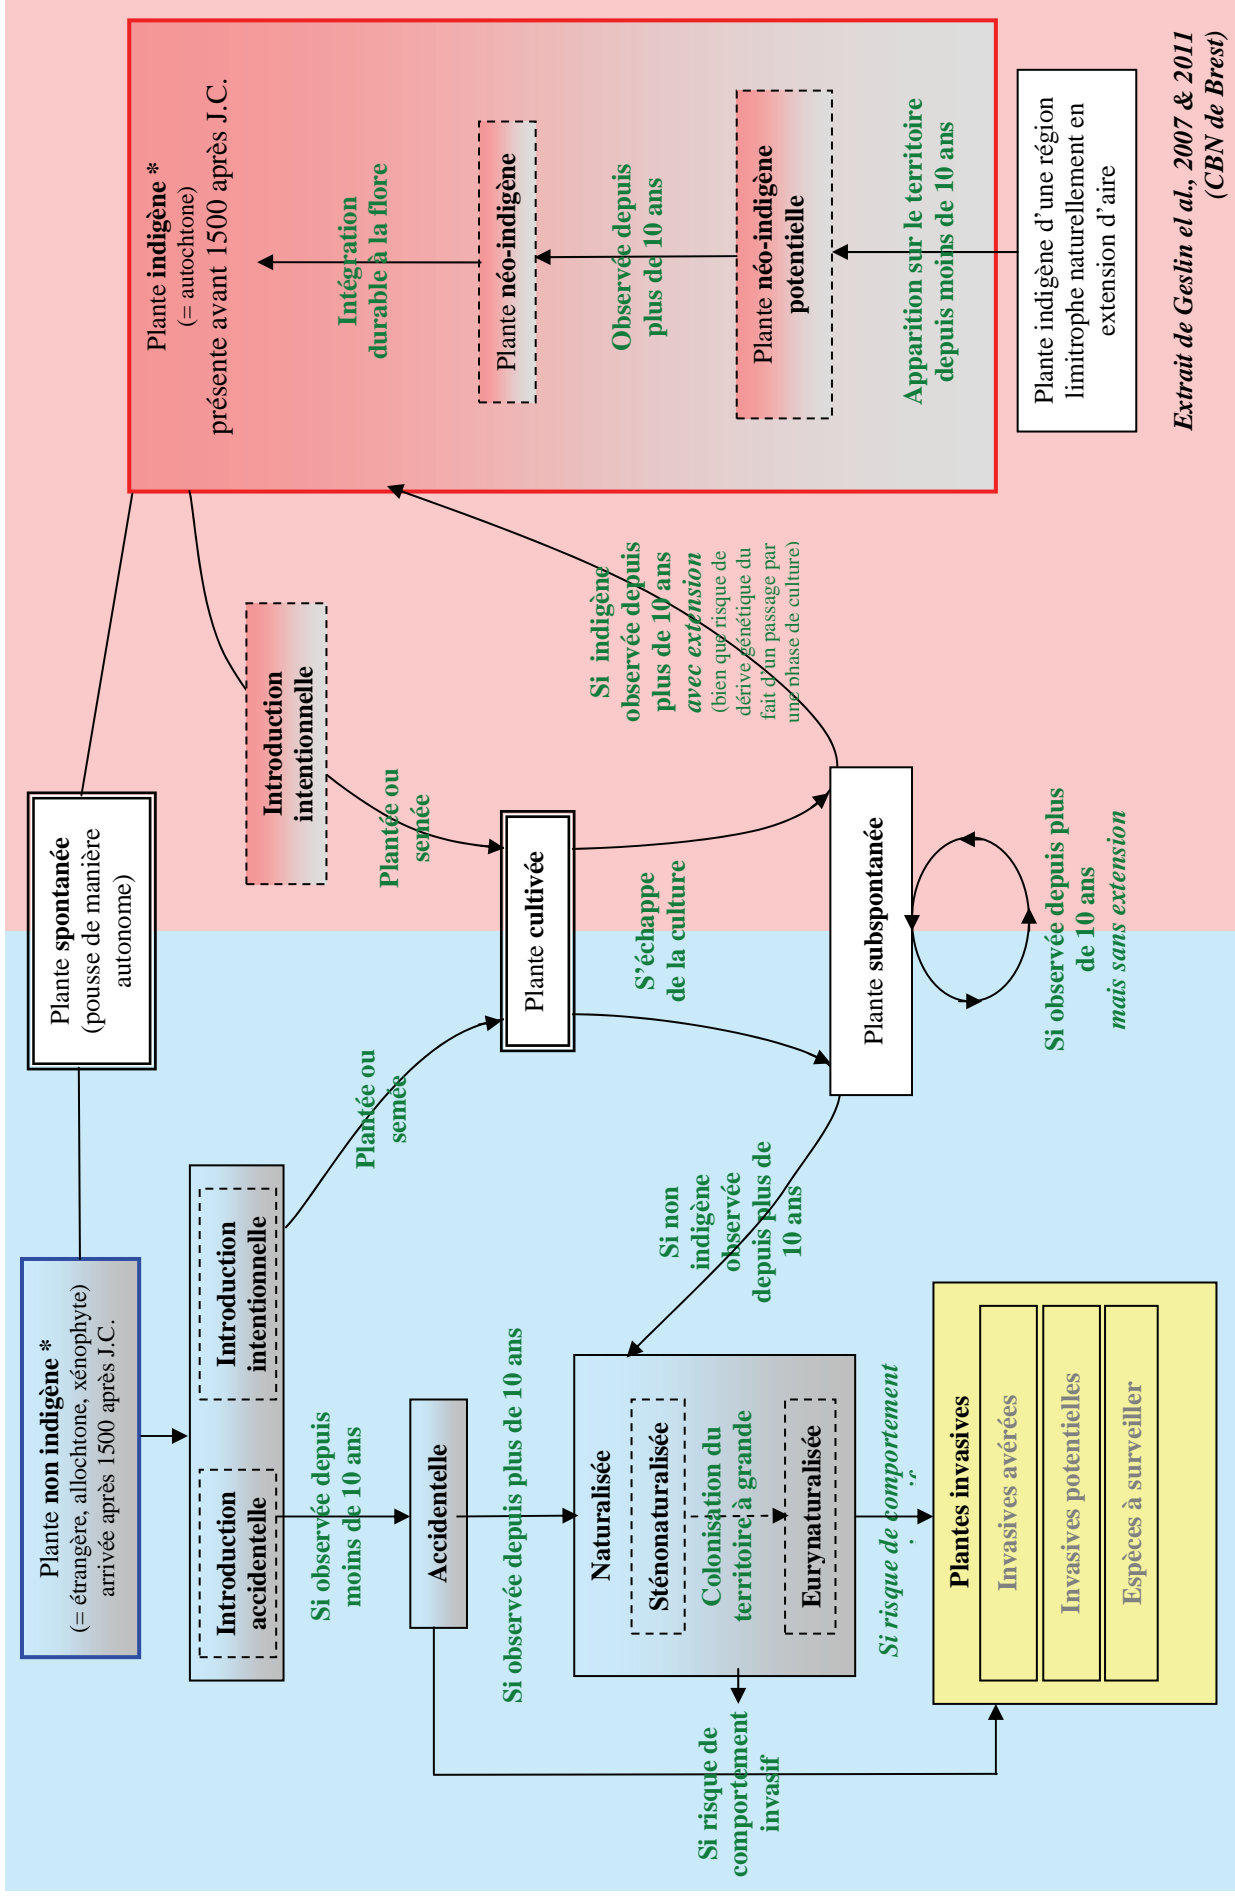 Plante non indigène *
(= étrangère, allochtone, xénophyte)
arrivée après 1500 après J.C.
Plante spontanée
(pousse de manière
autonome)
Plante indigène *
(= autochtone)
présente avant 1500 après J.C.
Introduction
accidentelle
Introduction
intentionnelle
Introduction
intentionnelle
Si observée depuis
moins de 10 ans
Plantée ou
semée
Plantée ou
semée
Intégration
durable à la flore
Accidentelle
Plante cultivée
Plante néo-indigène
Si observée depuis plus de 10 ans
S’échappe
de la culture
Si indigène
observée depuis
plus de 10 ans
avec extension
(bien que risque de
dérive génétique du
fait d’un passage par
une phase de culture)
Observée depuis
plus de 10 ans
Naturalisée
Sténonaturalisée
Colonisation du
territoire à grande
Eurynaturalisée
Si non
indigène
observée
depuis plus de
10 ans
Plante néo-indigène
potentielle
Si risque de
comportement
invasif
Plante subspontanée
Apparition sur le territoire
depuis moins de 10 ans
Si risque de comportement
Plantes invasives
Invasives avérées
Invasives potentielles
Espèces à surveiller
Si observée depuis plus
de 10 ans
mais sans extension
Plante indigène d’une région
limitrophe naturellement en
extension d’aire
Extrait de Geslin el al., 2007 & 2011
(CBN de Brest)